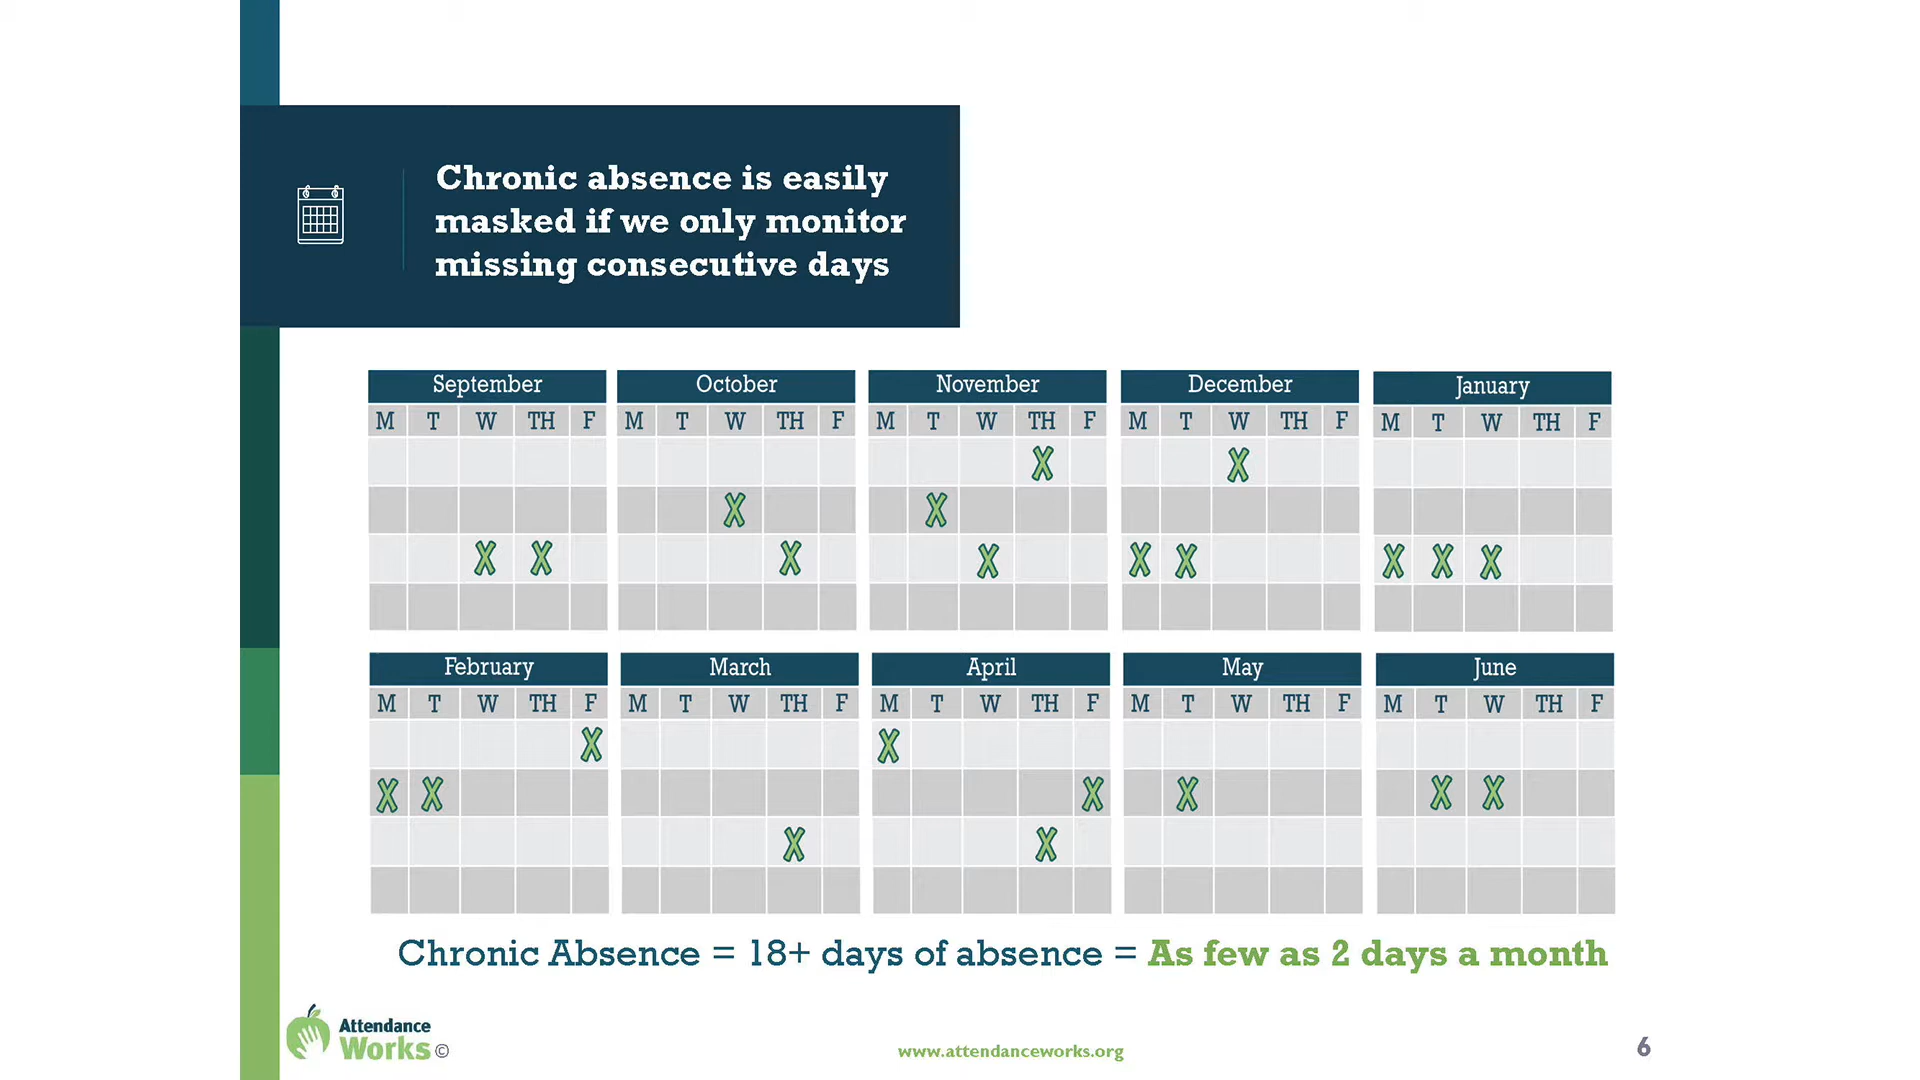 Chronic absence is easily
masked if we only monitor
missing consecutive days
September October November December January
M T W TH F M T W TH F M T W TH F M T W TH F M T W TH F
X X
X X X
X X X X X X X X X
February March April May June
M T W TH F M T W TH F M T W TH F M T W TH F M T W TH F
X X
X X X X X X
X X
Chronic Absence = 18+ days of absence = As few as 2 days a month
Attendance
Works ©
www.attendanceworks.org
6